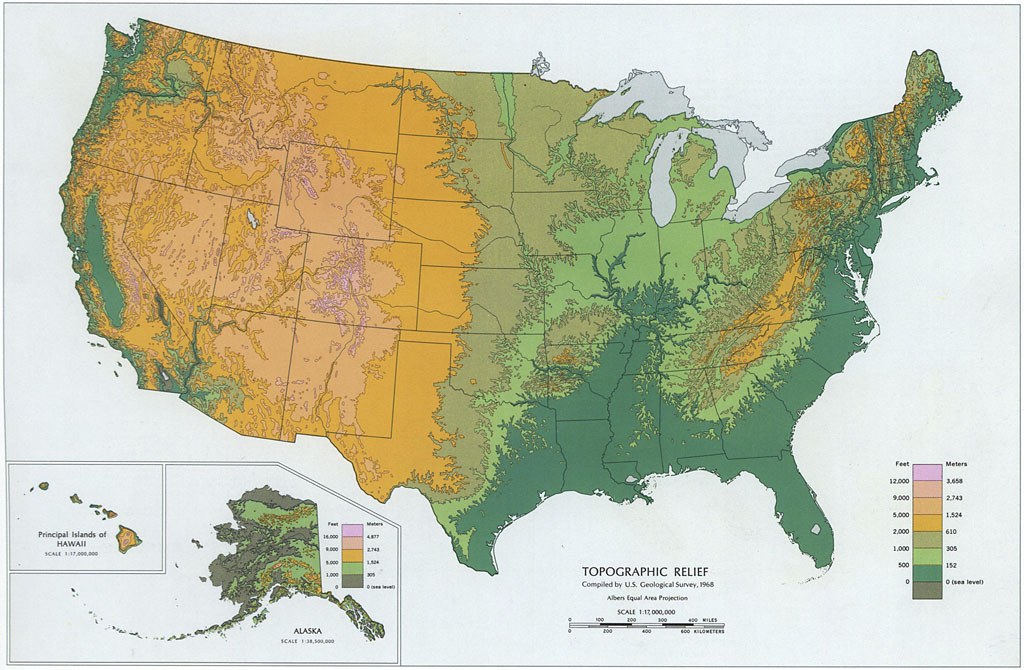 Feet Meters
12,000 3,658
9,000 2,743
5,000 1,524
2,000 610
1,000 305
500 152
0 0 (sea level)
Principal Islands of
HAWAII
SCALE 1:17,000,000
Feet Meters
16,000 4,877
9,000 2,743
5,000 1,524
1,000 305
0 0 (sea level)
ALASKA
SCALE 1:38,500,000
TOPOGRAPHIC RELIEF
Compiled by U.S. Geological Survey, 1968
Albers Equal Area Projection
SCALE 1:17,000,000
0 100 200 300 400 MILES
0 200 400 600 KILOMETERS